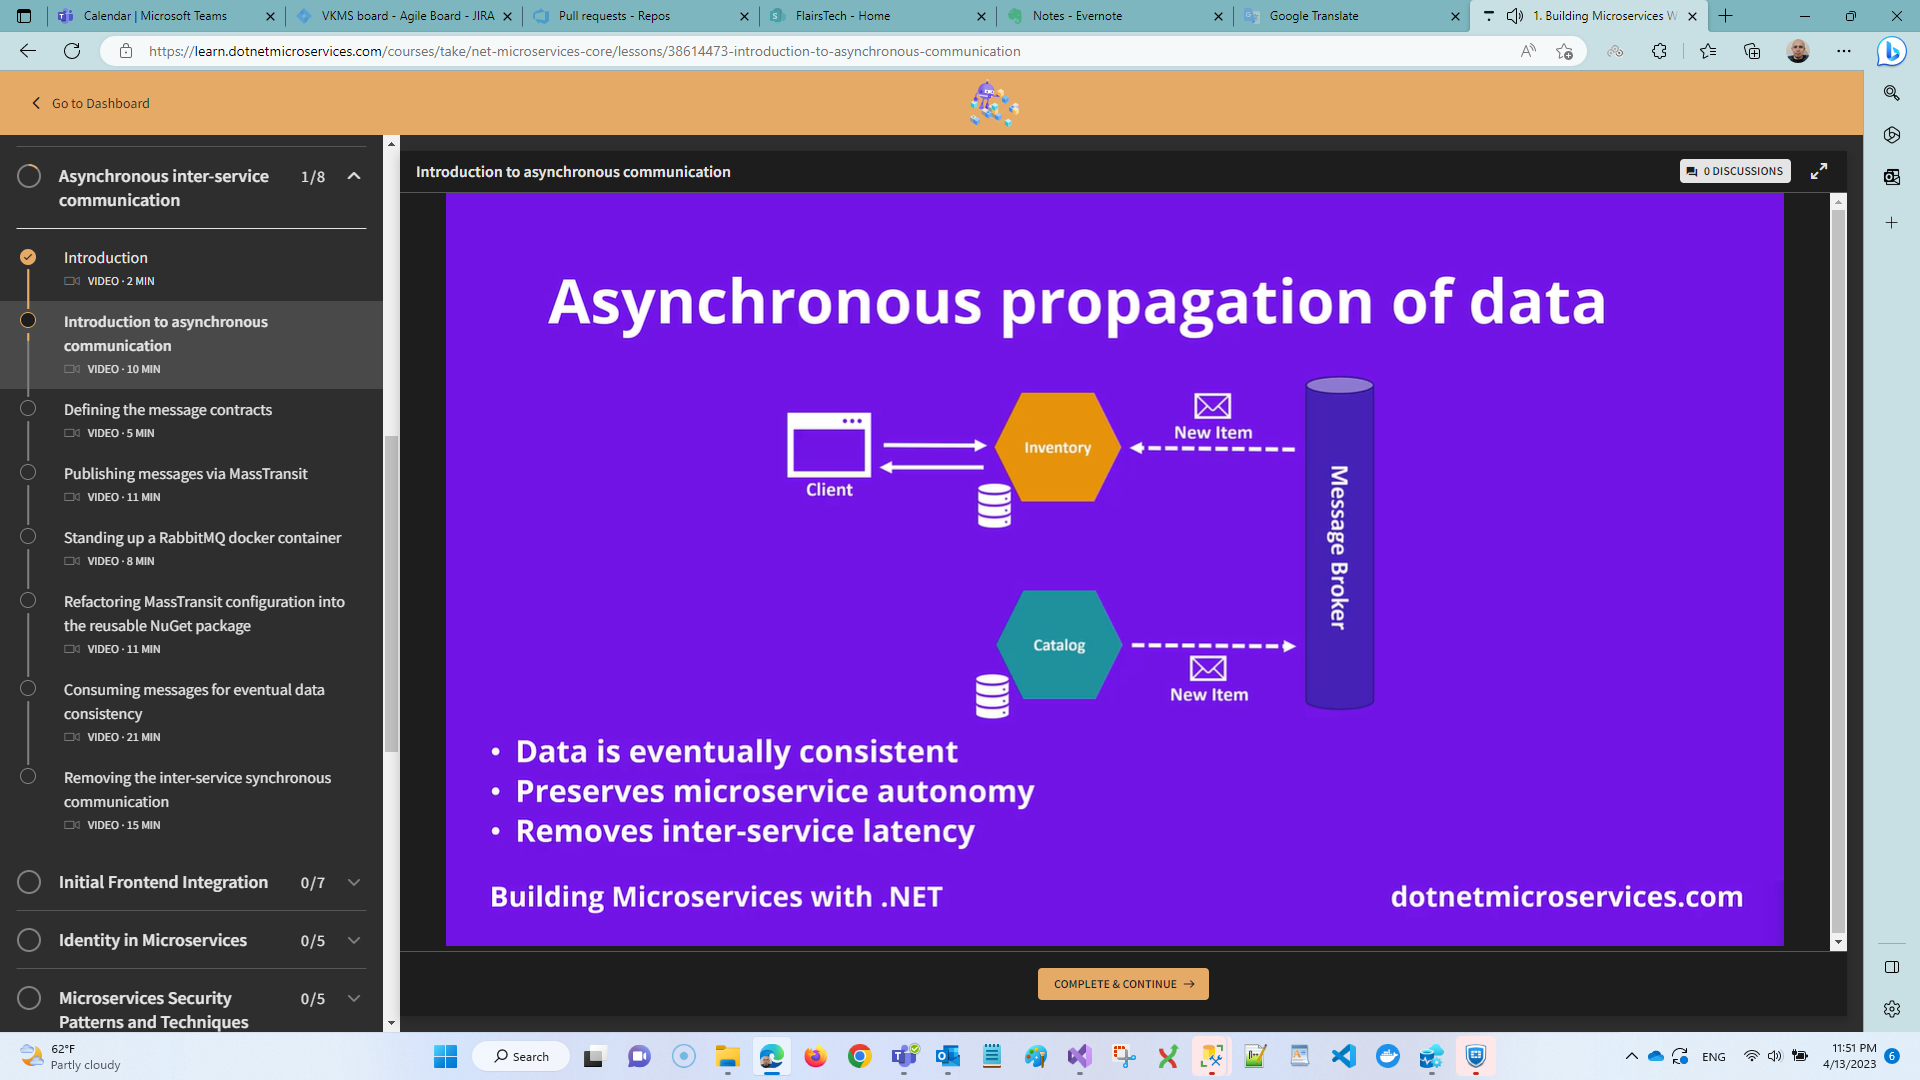 Calendar | Microsoft Teams
VKMS board - Agile Board - JIRA
Pull requests - Repos
FlairsTech - Home
Notes - Evernote
Google Translate
1. Building Microservices W
https://learn.dotnetmicroservices.com/courses/take/net-microservices-core/lessons/38614473-introduction-to-asynchronous-communication
Go to Dashboard
Asynchronous inter-service
communication
1/8
Introduction
VIDEO · 2 MIN
Introduction to asynchronous
communication
VIDEO · 10 MIN
Defining the message contracts
VIDEO · 5 MIN
Publishing messages via MassTransit
VIDEO · 11 MIN
Standing up a RabbitMQ docker container
VIDEO · 8 MIN
Refactoring MassTransit configuration into
the reusable NuGet package
VIDEO · 11 MIN
Consuming messages for eventual data
consistency
VIDEO · 21 MIN
Removing the inter-service synchronous
communication
VIDEO · 15 MIN
Initial Frontend Integration
0/7
Identity in Microservices
0/5
Microservices Security
Patterns and Techniques
0/5
Introduction to asynchronous communication
0 DISCUSSIONS
Asynchronous propagation of data
Client
Inventory
New Item
Message Broker
Catalog
New Item
• Data is eventually consistent
• Preserves microservice autonomy
• Removes inter-service latency
Building Microservices with .NET
dotnetmicroservices.com
COMPLETE & CONTINUE →
62°F
Partly cloudy
Search
ENG
11:51 PM
4/13/2023
6